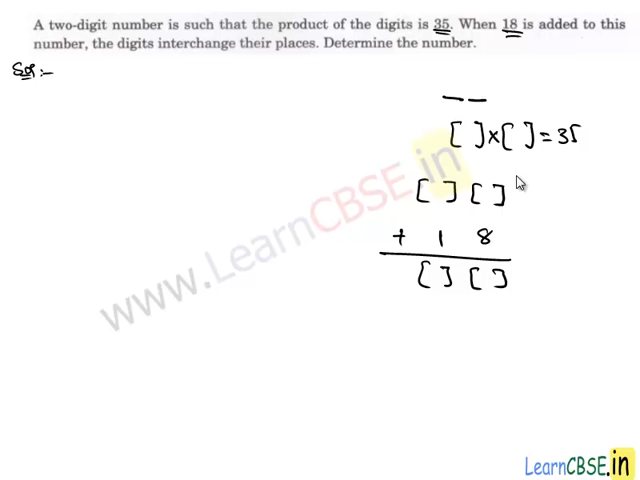 A two-digit number is such that the product of the digits is 35. When 18 is added to this
number, the digits interchange their places. Determine the number.
Sol:-
[ ] x [ ] = 35
[ ] [ ]
+ 1 8
[ ] [ ]
www.LearnCBSE.in
LearnCBSE.in